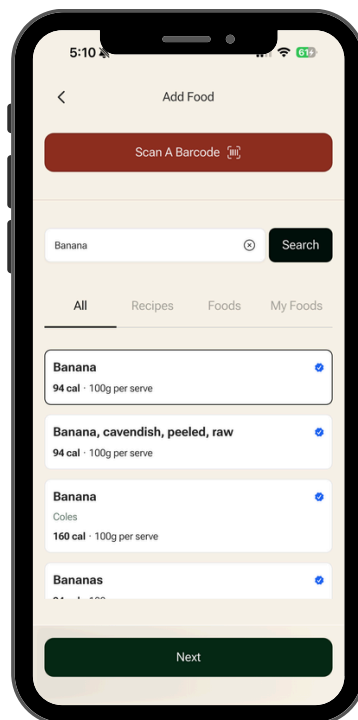 5:10
61
Add Food
Scan A Barcode
Banana
Search
All Recipes Foods My Foods
Banana
94 cal · 100g per serve
Banana, cavendish, peeled, raw
94 cal · 100g per serve
Banana
Coles
160 cal · 100g per serve
Bananas
Next